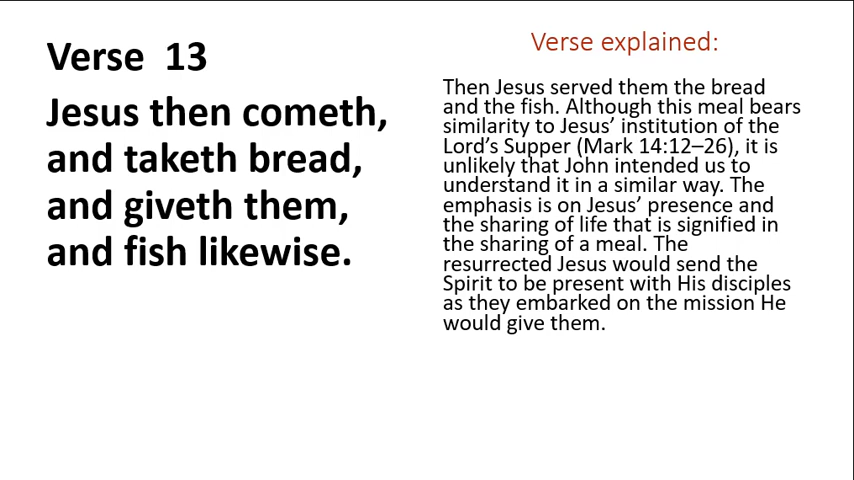 Verse  13
Jesus then cometh,
and taketh bread,
and giveth them,
and fish likewise.
Verse explained:
Then Jesus served them the bread
and the fish. Although this meal bears
similarity to Jesus’ institution of the
Lord’s Supper (Mark 14:12–26), it is
unlikely that John intended us to
understand it in a similar way. The
emphasis is on Jesus’ presence and
the sharing of life that is signified in
the sharing of a meal. The
resurrected Jesus would send the
Spirit to be present with His disciples
as they embarked on the mission He
would give them.